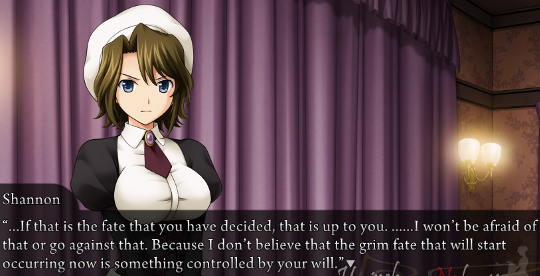 Shannon
“...If that is the fate that you have decided, that is up to you. ......I won't be afraid of
that or go against that. Because I don't believe that the grim fate that will start
occurring now is something controlled by your will.”